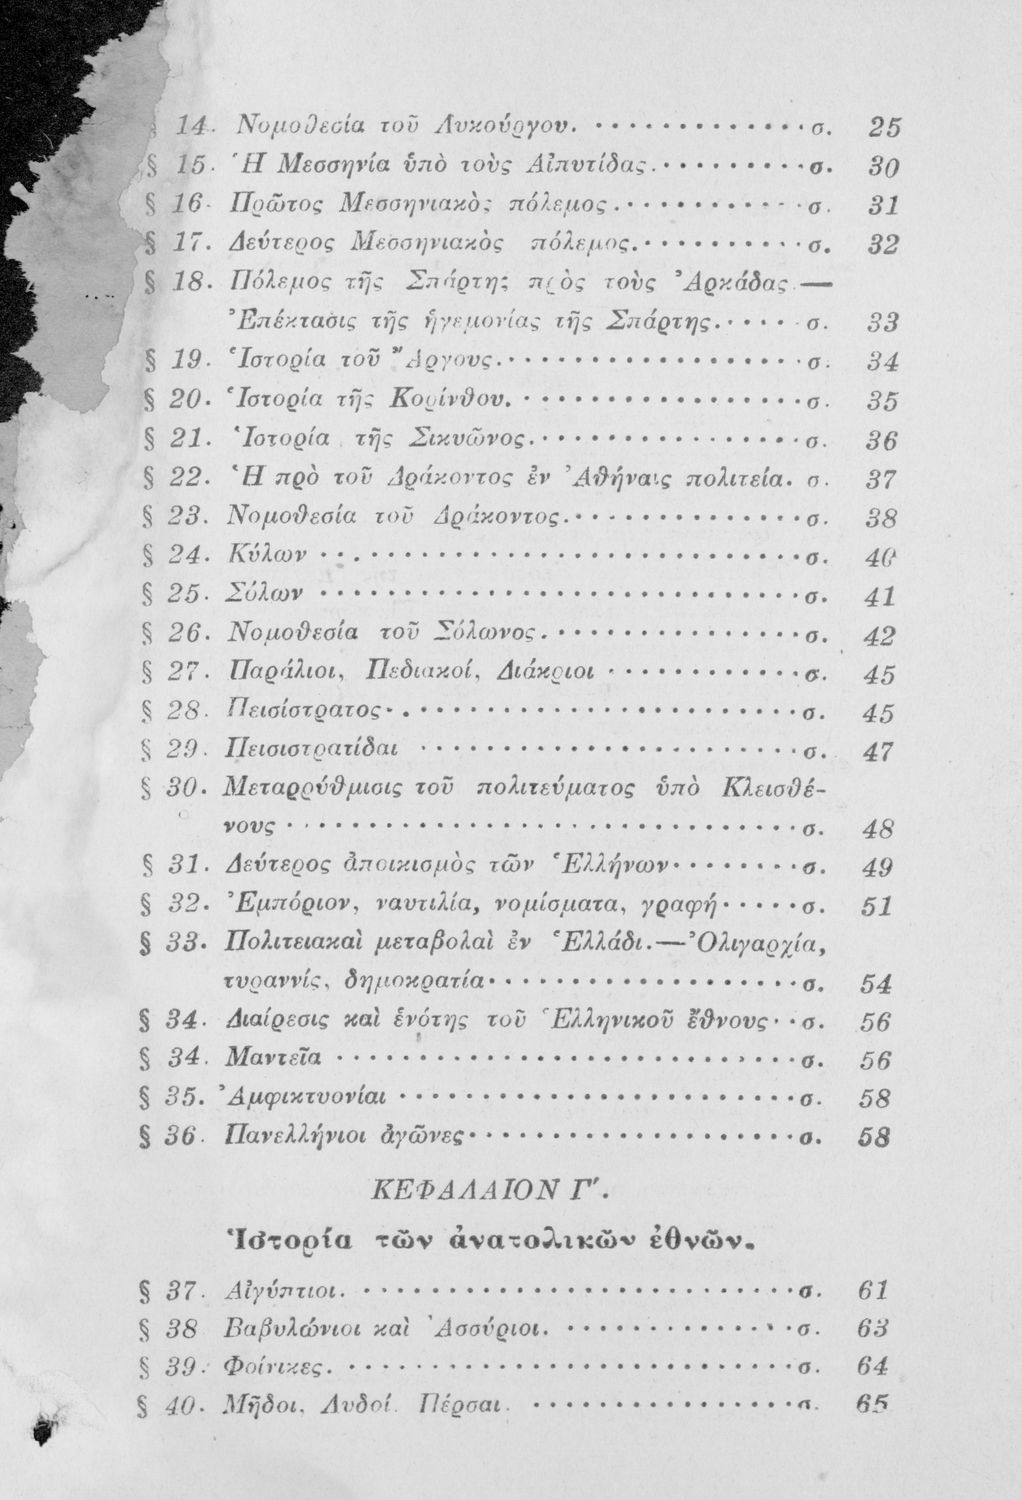 § 14. Νομοθεσία τοῦ Λυκούργου. . . . . . . . . . . . . . σ. 25
§ 15. Ἡ Μεσσηνία ὑπὸ τοὺς Αἰπυτίδας. . . . . . . . . . σ. 30
§ 16. Πρῶτος Μεσσηνιακὸς πόλεμος . . . . . . . . . . . . σ. 31
§ 17. Δεύτερος Μεσσηνιακὸς πόλεμος. . . . . . . . . . . σ. 32
§ 18. Πόλεμος τῆς Σπάρτης πρὸς τοὺς Ἀρκάδας.—
Ἐπέκτασις τῆς ἡγεμονίας τῆς Σπάρτης. . . . . . σ. 33
§ 19. Ἱστορία τοῦ Ἄργους. . . . . . . . . . . . . . . . . . σ. 34
§ 20. Ἱστορία τῆς Κορίνθου. . . . . . . . . . . . . . . . . σ. 35
§ 21. Ἱστορία τῆς Σικυῶνος. . . . . . . . . . . . . . . . . σ. 36
§ 22. Ἡ πρὸ τοῦ Δράκοντος ἐν Ἀθήναις πολιτεία. σ. 37
§ 23. Νομοθεσία τοῦ Δράκοντος. . . . . . . . . . . . . . . σ. 38
§ 24. Κύλων . . . . . . . . . . . . . . . . . . . . . . . . . . σ. 40
§ 25. Σόλων . . . . . . . . . . . . . . . . . . . . . . . . . . σ. 41
§ 26. Νομοθεσία τοῦ Σόλωνος. . . . . . . . . . . . . . . . σ. 42
§ 27. Παράλιοι, Πεδιακοί, Διάκριοι . . . . . . . . . . . . σ. 45
§ 28. Πεισίστρατος . . . . . . . . . . . . . . . . . . . . . . σ. 45
§ 29. Πεισιστρατίδαι . . . . . . . . . . . . . . . . . . . . . σ. 47
§ 30. Μεταρρύθμισις τοῦ πολιτεύματος ὑπὸ Κλεισθέ-
νους . . . . . . . . . . . . . . . . . . . . . . . . . . . . σ. 48
§ 31. Δεύτερος ἀποικισμὸς τῶν Ἑλλήνων . . . . . . . . σ. 49
§ 32. Ἐμπόριον, ναυτιλία, νομίσματα, γραφή . . . . . σ. 51
§ 33. Πολιτειακαὶ μεταβολαὶ ἐν Ἑλλάδι.—Ὀλιγαρχία,
τυραννίς, δημοκρατία . . . . . . . . . . . . . . . . . . σ. 54
§ 34. Διαίρεσις καὶ ἑνότης τοῦ Ἑλληνικοῦ ἔθνους . . σ. 56
§ 34. Μαντεῖα . . . . . . . . . . . . . . . . . . . . . . . . . σ. 56
§ 35. Ἀμφικτυονίαι . . . . . . . . . . . . . . . . . . . . . . σ. 58
§ 36. Πανελλήνιοι ἀγῶνες . . . . . . . . . . . . . . . . . . σ. 58
ΚΕΦΑΛΑΙΟΝ Γ΄.
Ἱστορία τῶν ἀνατολικῶν ἐθνῶν.
§ 37. Αἰγύπτιοι. . . . . . . . . . . . . . . . . . . . . . . . . σ. 61
§ 38 Βαβυλώνιοι καὶ Ἀσσύριοι. . . . . . . . . . . . . . . σ. 63
§ 39. Φοίνικες. . . . . . . . . . . . . . . . . . . . . . . . . . σ. 64
§ 40. Μῆδοι, Λυδοί. Πέρσαι. . . . . . . . . . . . . . . . . σ. 65